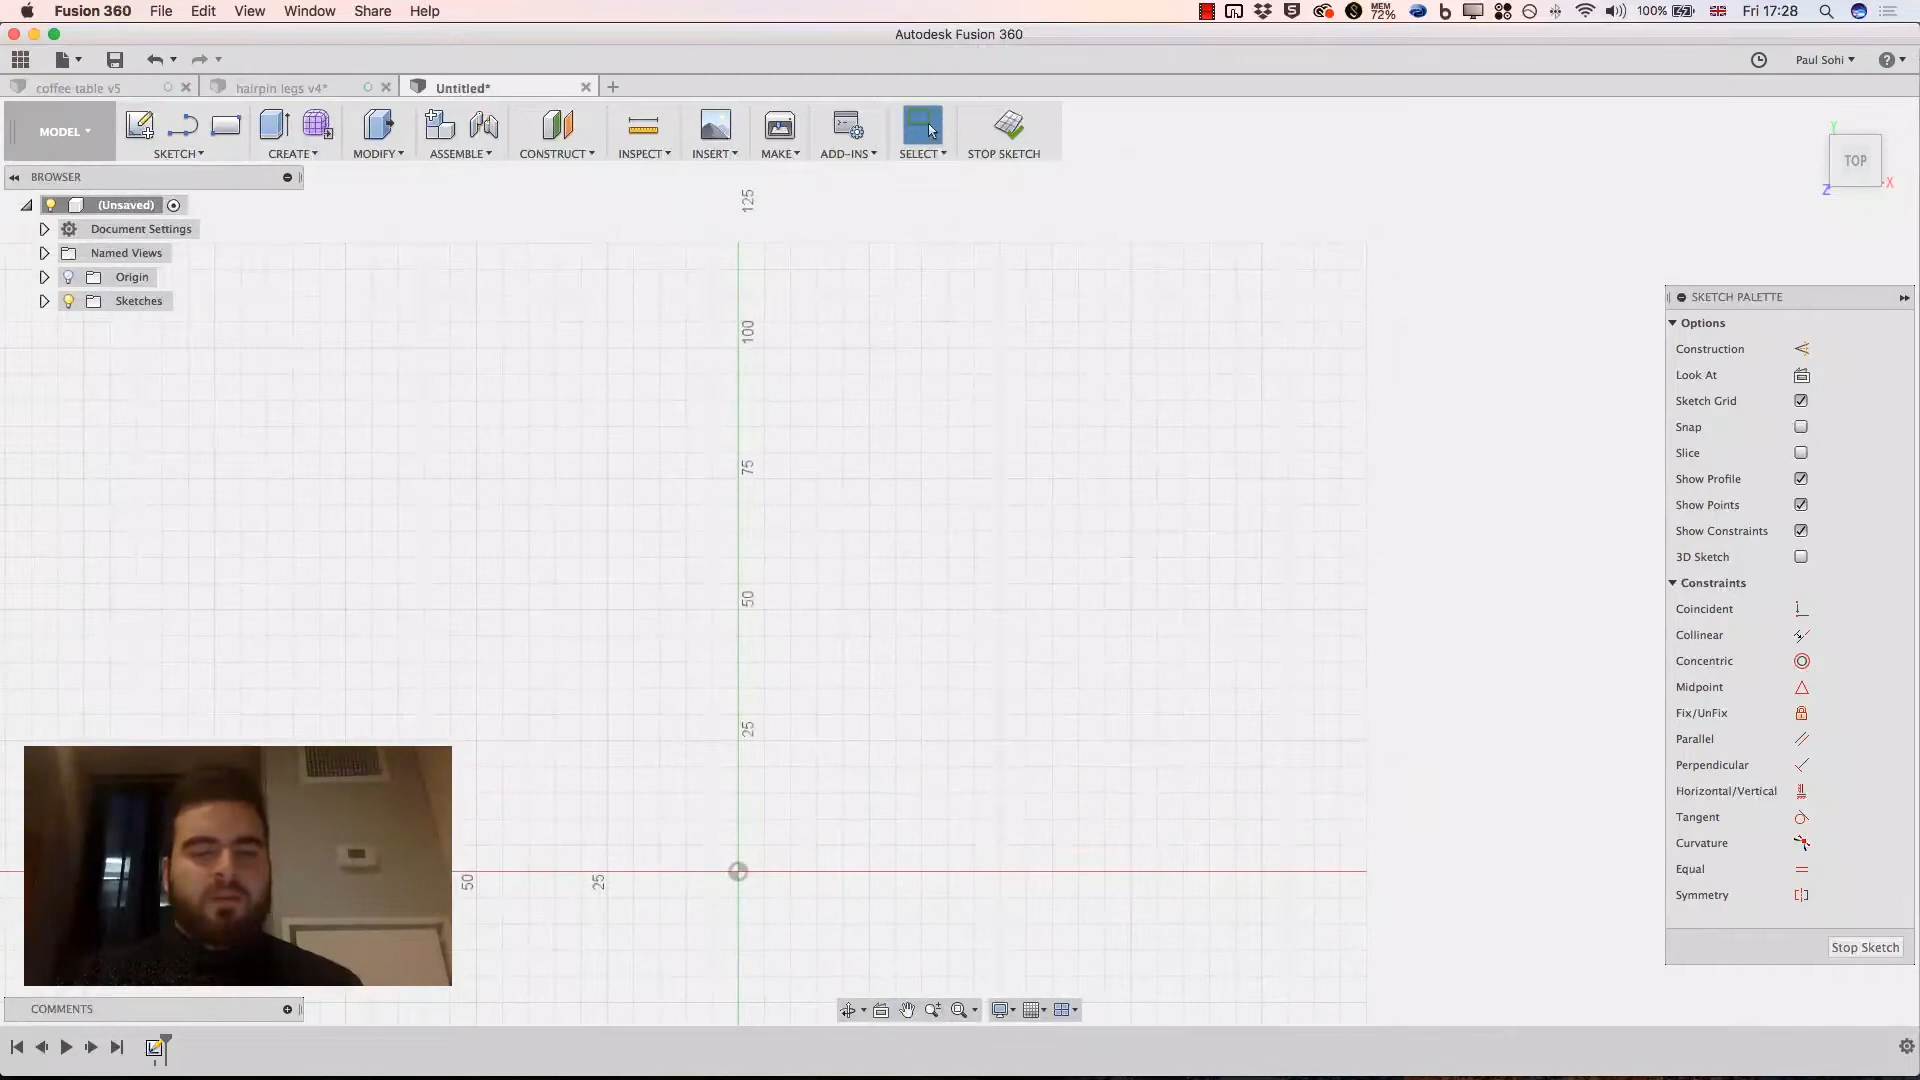 Fusion 360 File Edit View Window Share Help MEM 72% 100% Fri 17:28
Autodesk Fusion 360
Paul Sohi
coffee table v5 hairpin legs v4* Untitled*
MODEL SKETCH CREATE MODIFY ASSEMBLE CONSTRUCT INSPECT INSERT MAKE ADD-INS SELECT STOP SKETCH
BROWSER
(Unsaved)
Document Settings
Named Views
Origin
Sketches
Y
TOP
X
Z
125
100
75
50
25
50 25
SKETCH PALETTE
Options
Construction
Look At
Sketch Grid
Snap
Slice
Show Profile
Show Points
Show Constraints
3D Sketch
Constraints
Coincident
Collinear
Concentric
Midpoint
Fix/UnFix
Parallel
Perpendicular
Horizontal/Vertical
Tangent
Curvature
Equal
Symmetry
Stop Sketch
COMMENTS